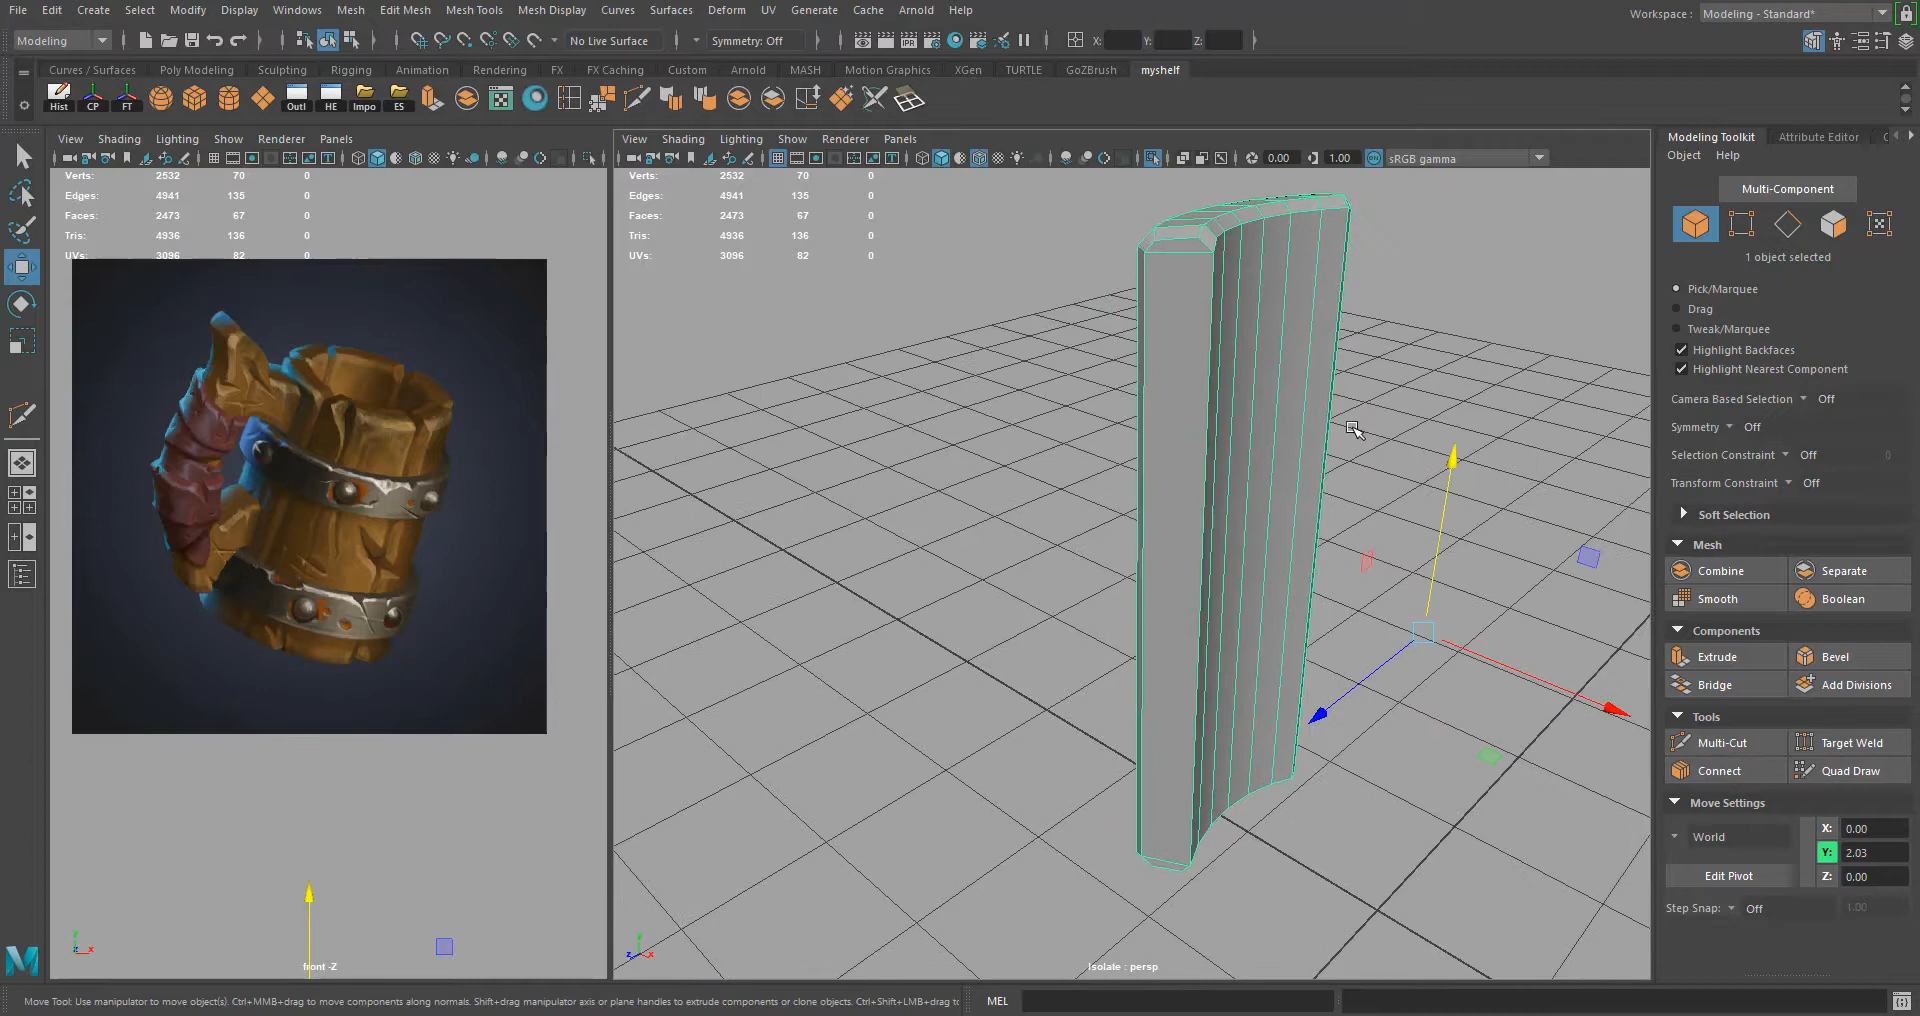 File Edit Create Select Modify Display Windows Mesh Edit Mesh Mesh Tools Mesh Display Curves Surfaces Deform UV Generate Cache Arnold Help
Workspace : Modeling - Standard*
Modeling No Live Surface Symmetry: Off X: Y: Z:
Curves / Surfaces Poly Modeling Sculpting Rigging Animation Rendering FX FX Caching Custom Arnold MASH Motion Graphics XGen TURTLE GoZBrush myshelf
Hist CP FT Outl HE Impo ES
View Shading Lighting Show Renderer Panels
View Shading Lighting Show Renderer Panels
0.00 1.00 sRGB gamma
Verts: 2532 70 0
Edges: 4941 135 0
Faces: 2473 67 0
Tris: 4936 136 0
UVs: 3096 82 0
front -Z
Verts: 2532 70 0
Edges: 4941 135 0
Faces: 2473 67 0
Tris: 4936 136 0
UVs: 3096 82 0
Isolate : persp
Modeling Toolkit Attribute Editor
Object Help
Multi-Component
1 object selected
Pick/Marquee
Drag
Tweak/Marquee
Highlight Backfaces
Highlight Nearest Component
Camera Based Selection Off
Symmetry Off
Selection Constraint Off 0
Transform Constraint Off
Soft Selection
Mesh
Combine Separate
Smooth Boolean
Components
Extrude Bevel
Bridge Add Divisions
Tools
Multi-Cut Target Weld
Connect Quad Draw
Move Settings
World X: 0.00
Y: 2.03
Edit Pivot Z: 0.00
Step Snap: Off 1.00
Move Tool: Use manipulator to move object(s). Ctrl+MMB+drag to move components along normals. Shift+drag manipulator axis or plane handles to extrude components or clone objects. Ctrl+Shift+LMB+drag to
MEL